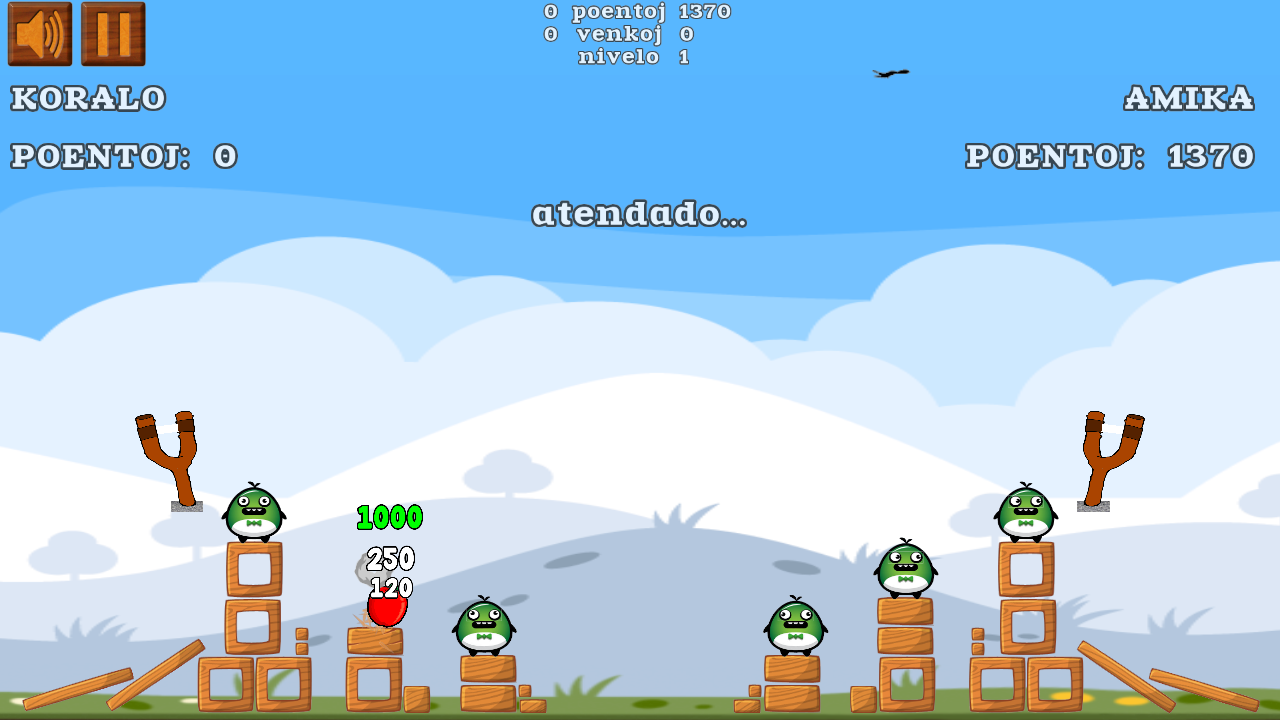 0 poentoj 1370
0 venkoj 0
nivelo 1
KORALO
AMIKA
POENTOJ: 0
POENTOJ: 1370
atendado...
1000
250
120